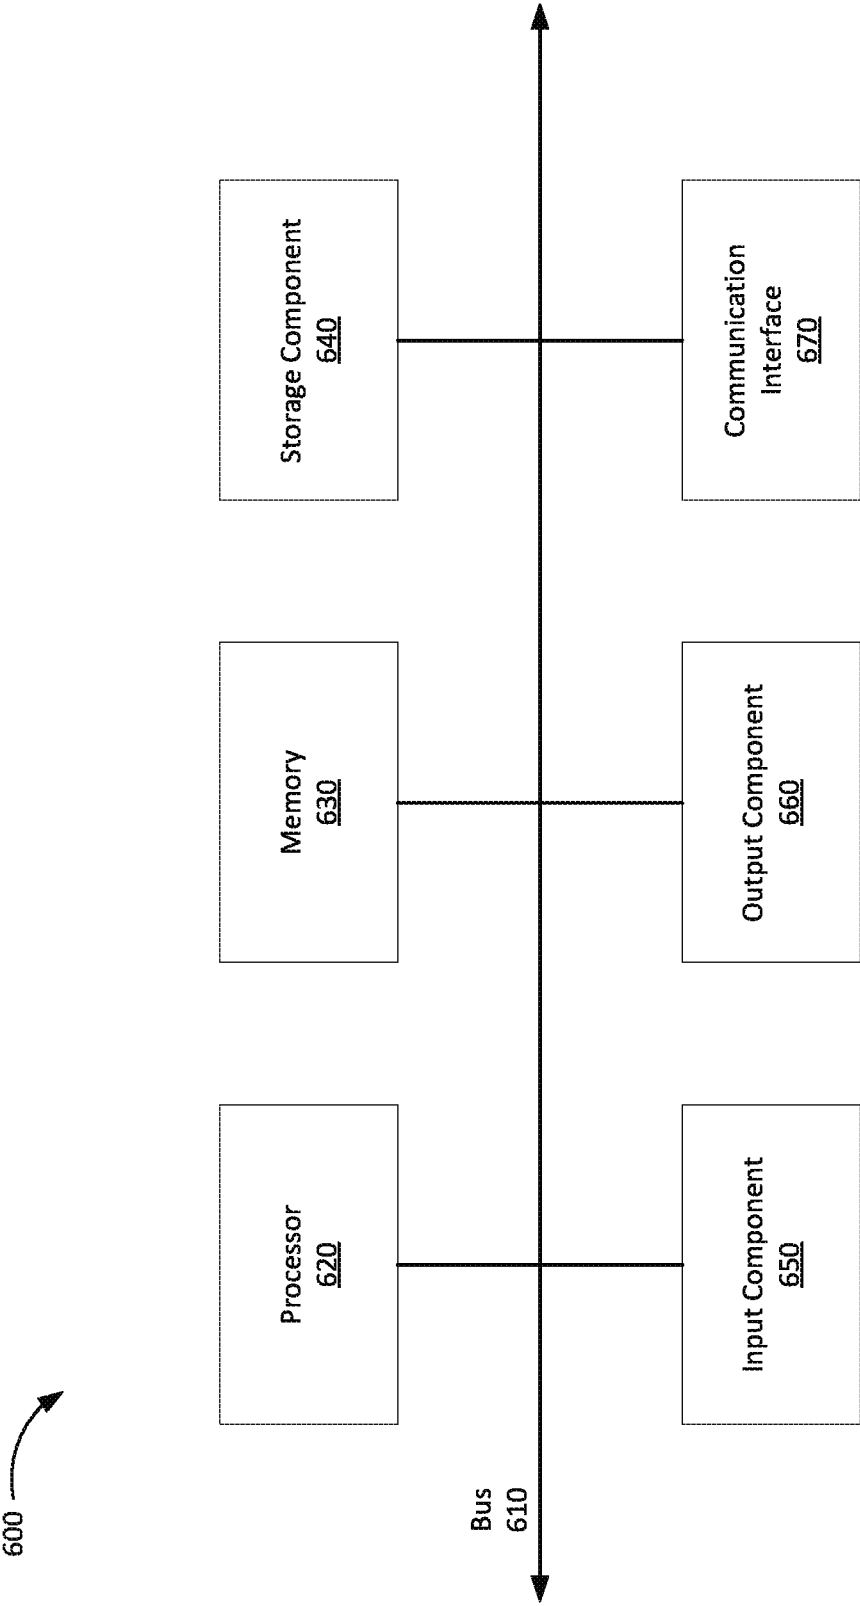 600
Bus
610
Processor
620
Memory
630
Storage Component
640
Input Component
650
Output Component
660
Communication
Interface
670